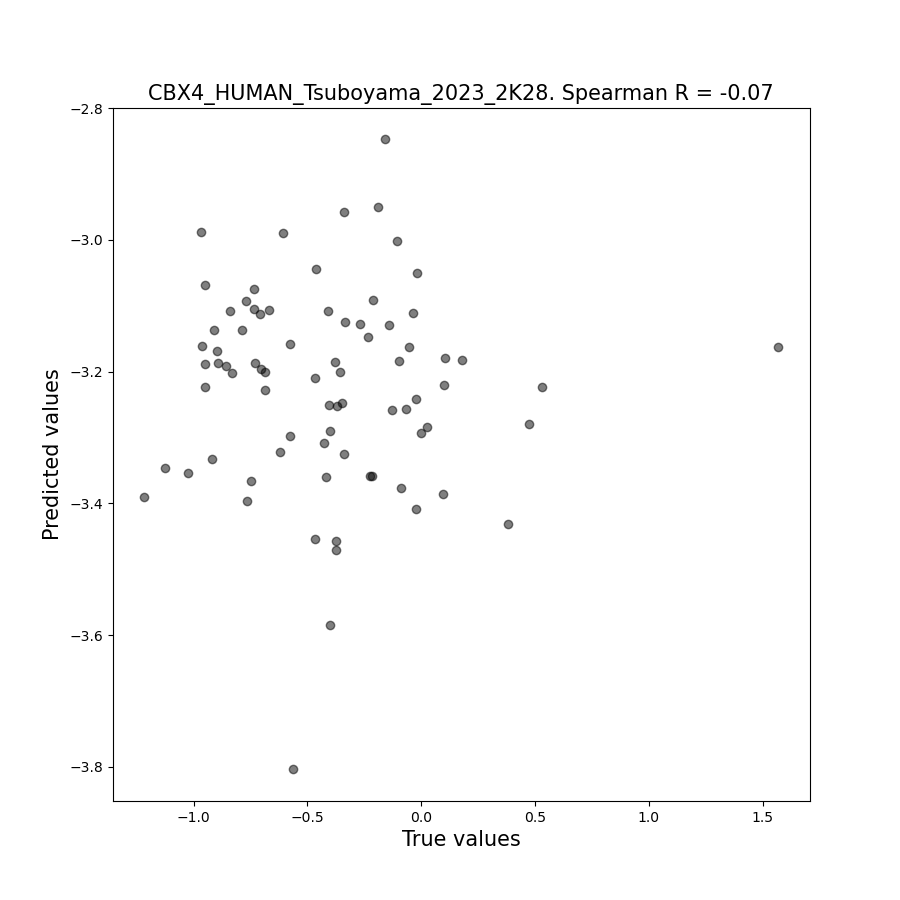 CBX4_HUMAN_Tsuboyama_2023_2K28. Spearman R = -0.07
−2.8
−3.0
−3.2
−3.4
−3.6
−3.8
Predicted values
−1.0 −0.5 0.0 0.5 1.0 1.5
True values